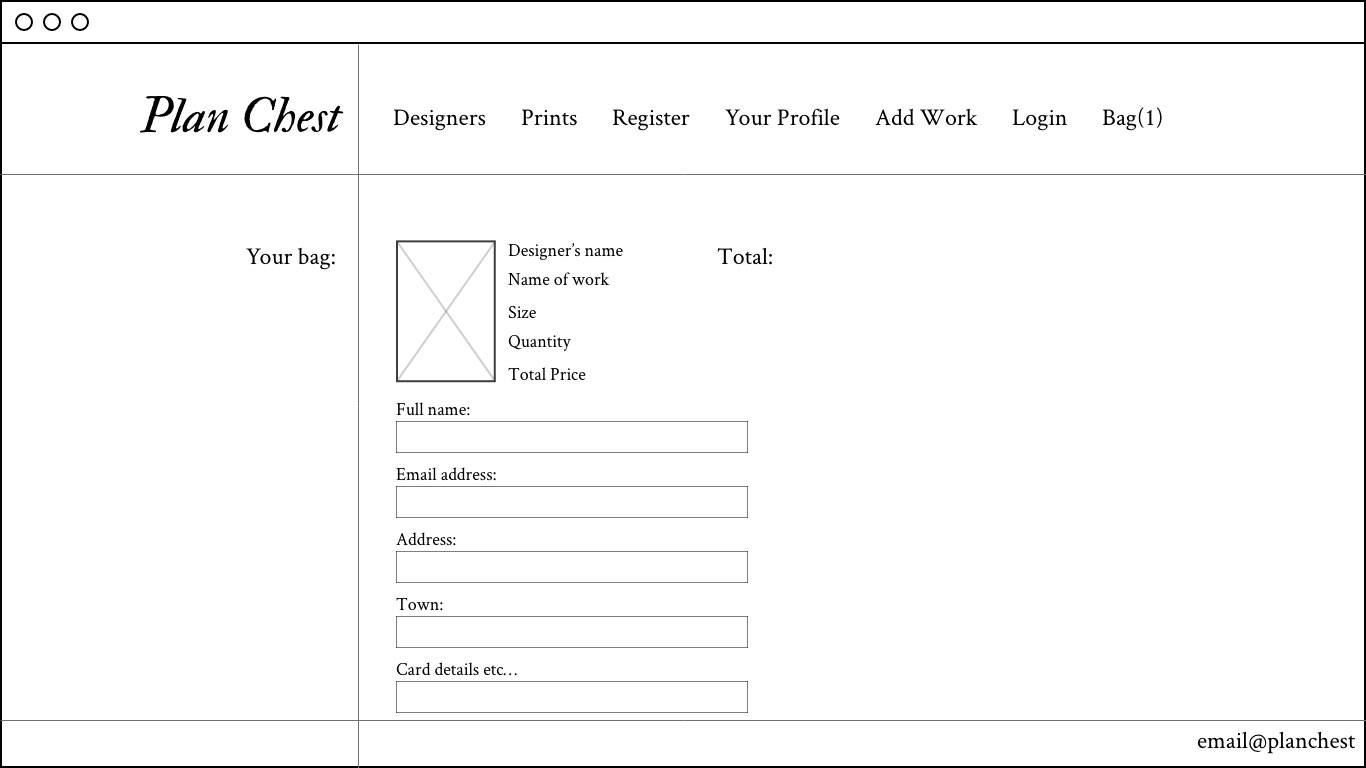 Plan Chest
Designers Prints Register Your Profile Add Work Login Bag(1)
Your bag:
Designer’s name
Name of work
Size
Quantity
Total Price
Total:
Full name:
Email address:
Address:
Town:
Card details etc…
email@planchest